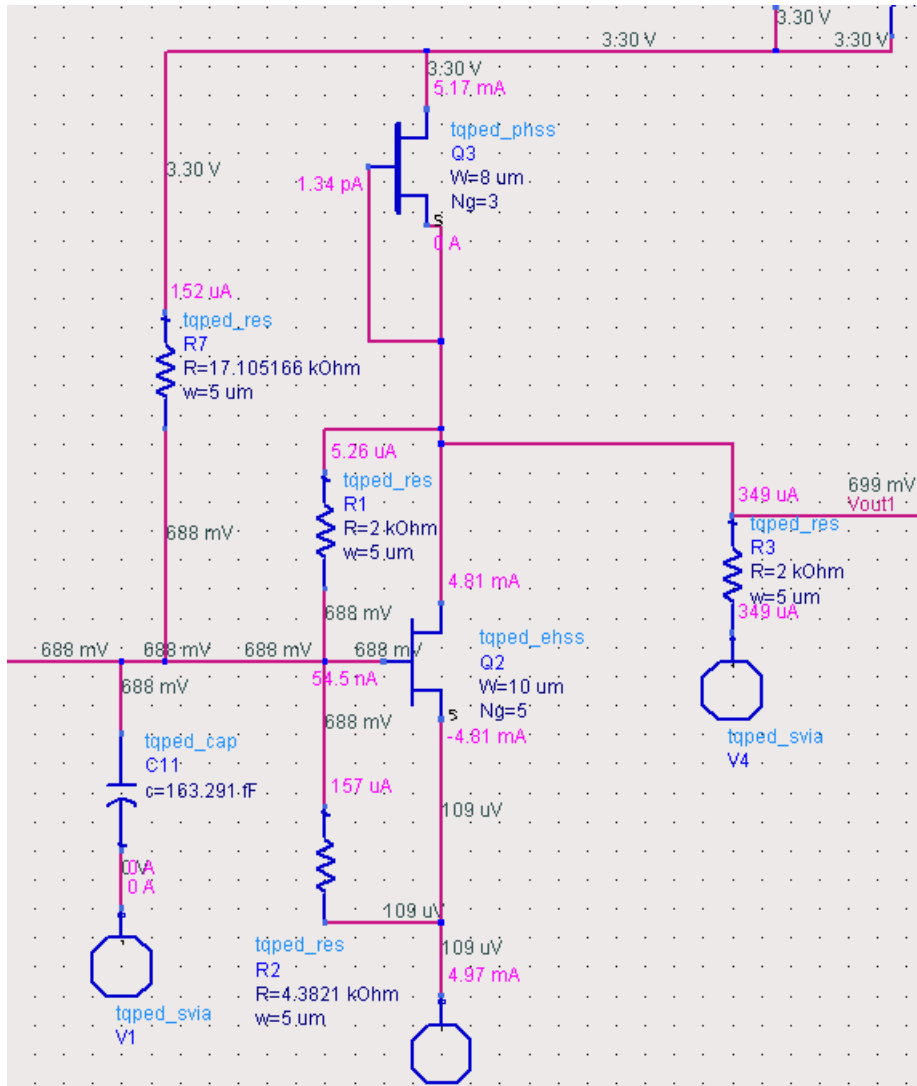 3.30 V
3.30 V
3.30 V
3.30 V
5.17 mA
tqped_phss
Q3
W=8 um
Ng=3
3.30 V
1.34 pA
S
0 A
152 uA
tqped_res
R7
R=17.105166 kOhm
w=5 um
5.26 uA
tqped_res
R1
R=2 kOhm
w=5 um
699 mV
349 uA
Vout1
tqped_res
R3
R=2 kOhm
w=5 um
349 uA
688 mV
4.81 mA
688 mV
688 mV
688 mV
688 mV
688 mV
tqped_ehss
Q2
W=10 um
Ng=5
688 mV
54.5 nA
688 mV
S
-4.81 mA
tqped_svia
V4
tqped_cap
C11
c=163.291 fF
157 uA
109 uV
0 A
0 A
109 uV
tqped_res
R2
R=4.3821 kOhm
w=5 um
109 uV
4.97 mA
tqped_svia
V1